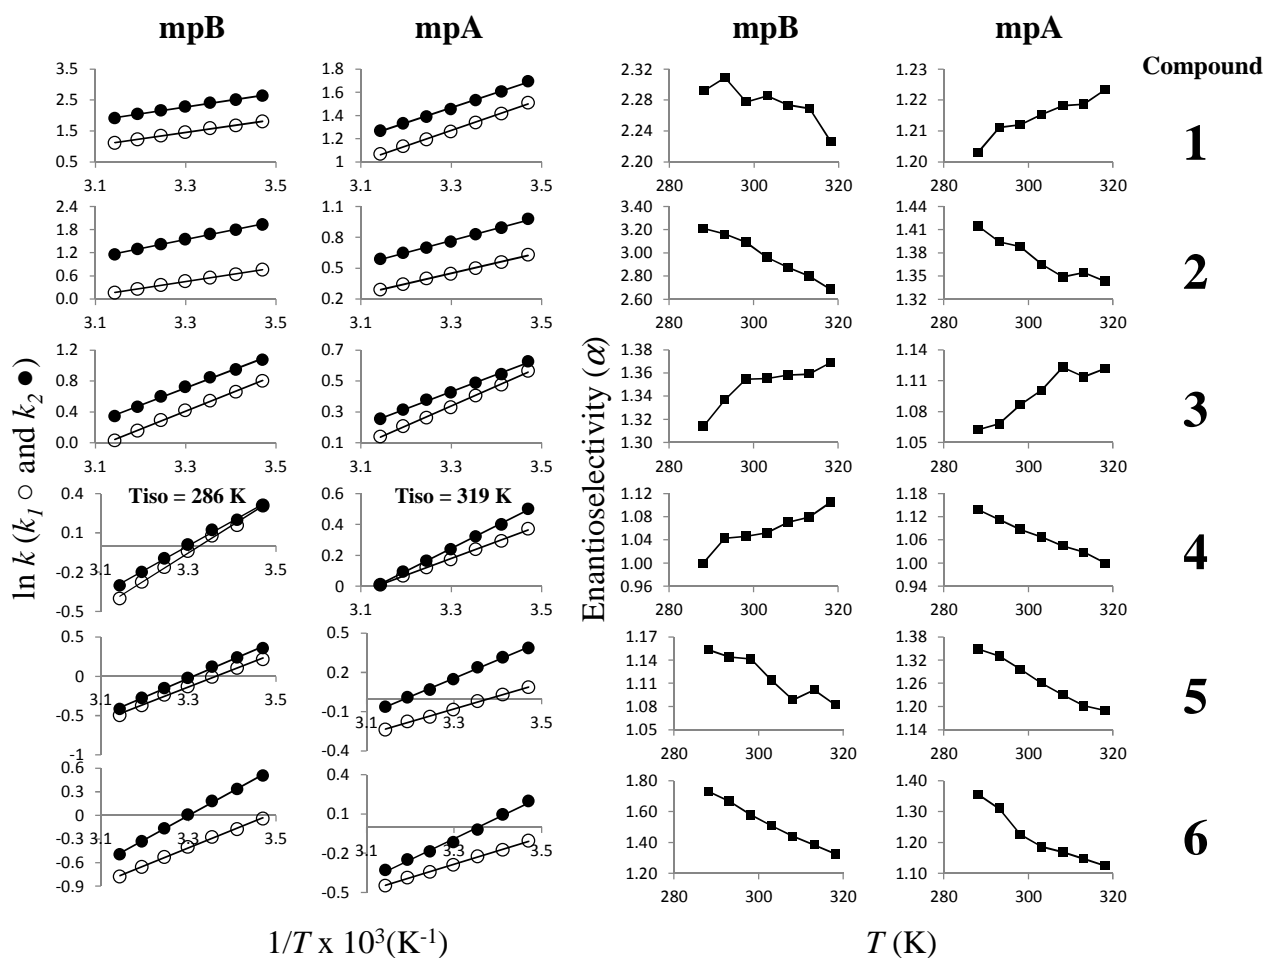 mpB mpA mpB mpA
Compound
3.5 2.5 1.5 0.5
3.1 3.3 3.5
1.8 1.6 1.4 1.2 1
3.1 3.3 3.5
2.32 2.28 2.24 2.20
280 300 320
1.23 1.22 1.21 1.20
280 300 320
1
2.4 1.8 1.2 0.6 0.0
3.1 3.3 3.5
1.1 0.8 0.5 0.2
3.1 3.3 3.5
3.40 3.20 3.00 2.80 2.60
280 300 320
1.44 1.41 1.38 1.35 1.32
280 300 320
2
1.2 0.8 0.4 0.0
3.1 3.3 3.5
0.7 0.5 0.3 0.1
3.1 3.3 3.5
1.38 1.36 1.34 1.32 1.30
280 300 320
1.14 1.11 1.08 1.05
280 300 320
3
Tiso = 286 K
0.4 0.1 -0.2 -0.5
3.1 3.3 3.5
Tiso = 319 K
0.6 0.4 0.2 0
3.1 3.3 3.5
1.12 1.08 1.04 1.00 0.96
280 300 320
1.18 1.12 1.06 1.00 0.94
280 300 320
4
0.5 0 -0.5 -1
3.1 3.3 3.5
0.5 0.2 -0.1 -0.4
3.1 3.3 3.5
1.17 1.14 1.11 1.08 1.05
280 300 320
1.38 1.32 1.26 1.20 1.14
280 300 320
5
0.6 0.3 0 -0.3 -0.6 -0.9
3.1 3.3 3.5
0.4 0.1 -0.2 -0.5
3.1 3.3 3.5
1.80 1.60 1.40 1.20
280 300 320
1.40 1.30 1.20 1.10
280 300 320
6
ln k (k1 ○ and k2 ●)
Enantioselectivity (α)
1/T x 10³(K⁻¹)
T (K)